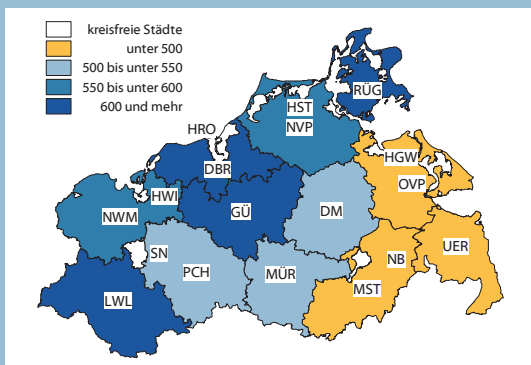 kreisfreie Städte
unter 500
500 bis unter 550
550 bis unter 600
600 und mehr
RÜG
HST
NVP
HRO
DBR
HGW
OVP
HWI
NWM
GÜ
DM
SN
PCH
MÜR
NB
UER
MST
LWL